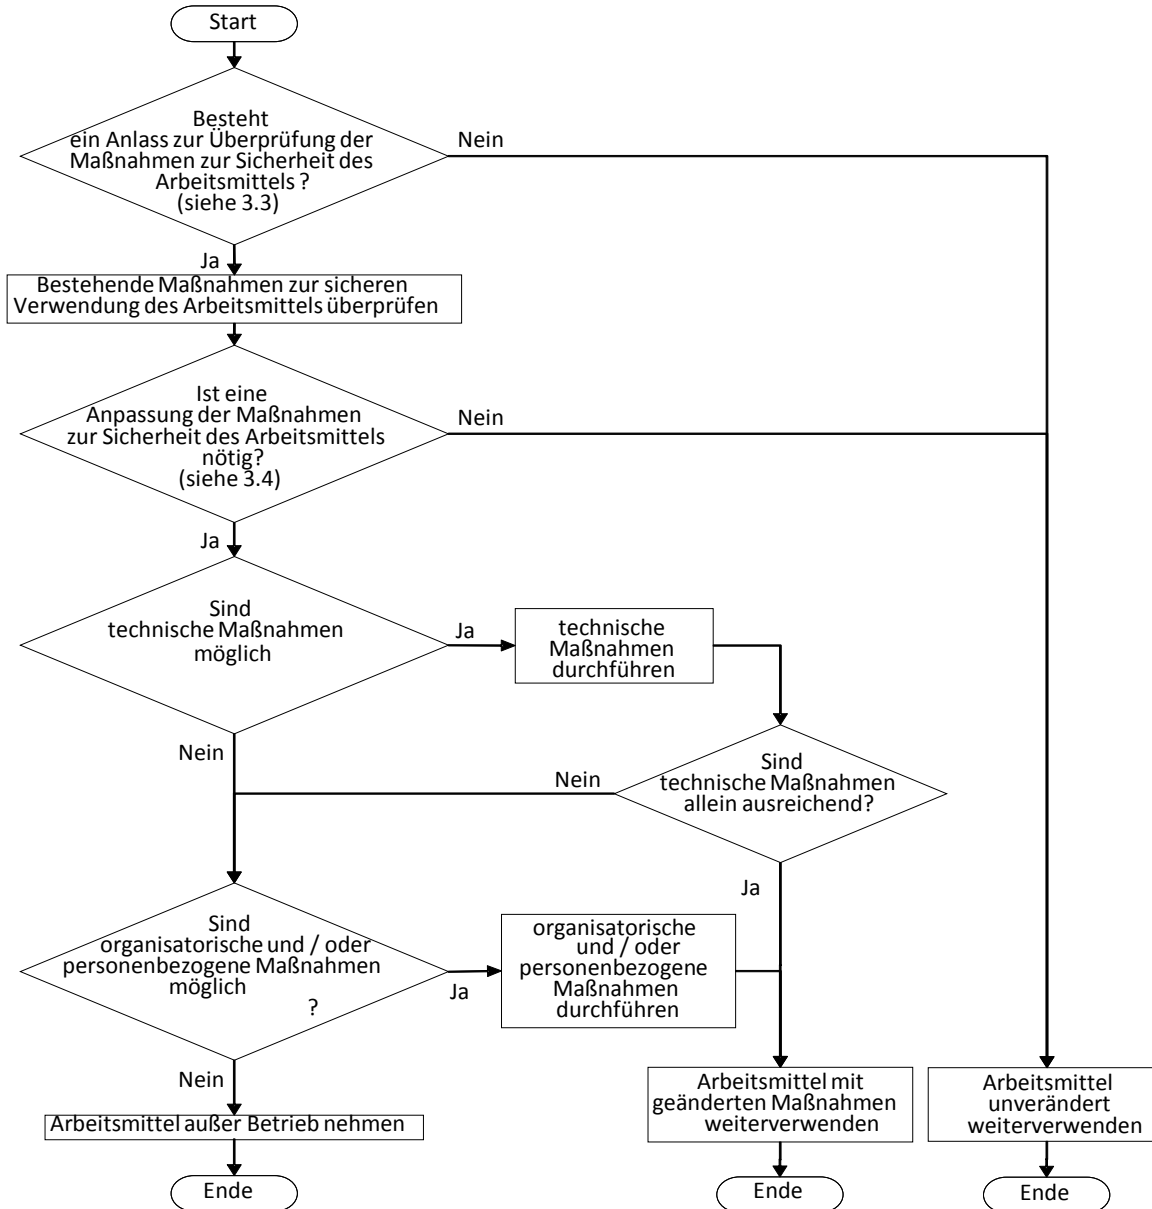 Start
Besteht
ein Anlass zur Überprüfung der
Maßnahmen zur Sicherheit des
Arbeitsmittels ?
(siehe 3.3)
Nein
Ja
Bestehende Maßnahmen zur sicheren
Verwendung des Arbeitsmittels überprüfen
Ist eine
Anpassung der Maßnahmen
zur Sicherheit des Arbeitsmittels
nötig?
(siehe 3.4)
Nein
Ja
Sind
technische Maßnahmen
möglich
Ja
technische
Maßnahmen
durchführen
Nein
Nein
Sind
technische Maßnahmen
allein ausreichend?
Ja
Sind
organisatorische und / oder
personenbezogene Maßnahmen
möglich
?
Ja
organisatorische
und / oder
personenbezogene
Maßnahmen
durchführen
Nein
Arbeitsmittel außer Betrieb nehmen
Arbeitsmittel mit
geänderten Maßnahmen
weiterverwenden
Arbeitsmittel
unverändert
weiterverwenden
Ende
Ende
Ende